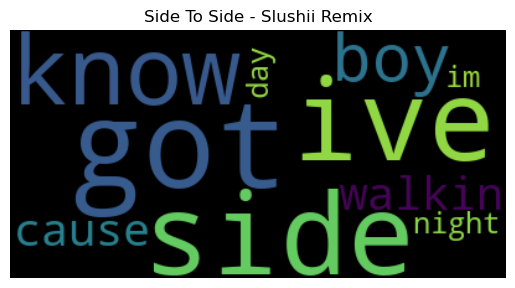 Side To Side - Slushii Remix
know
day
boy
im
got
ive
walkin
cause
side
night